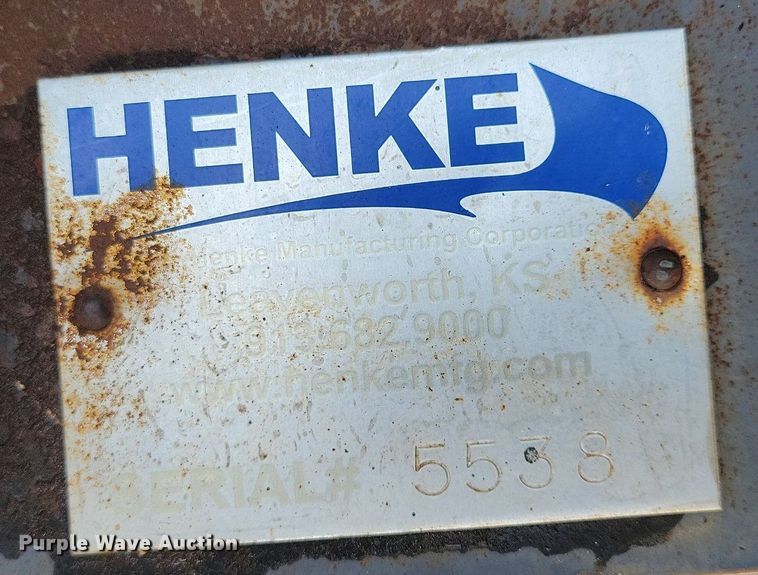 HENKE
Henke Manufacturing Corporation
Leavenworth, KS
913.682.9000
www.henkemfg.com
SERIAL# 5538
Purple Wave Auction